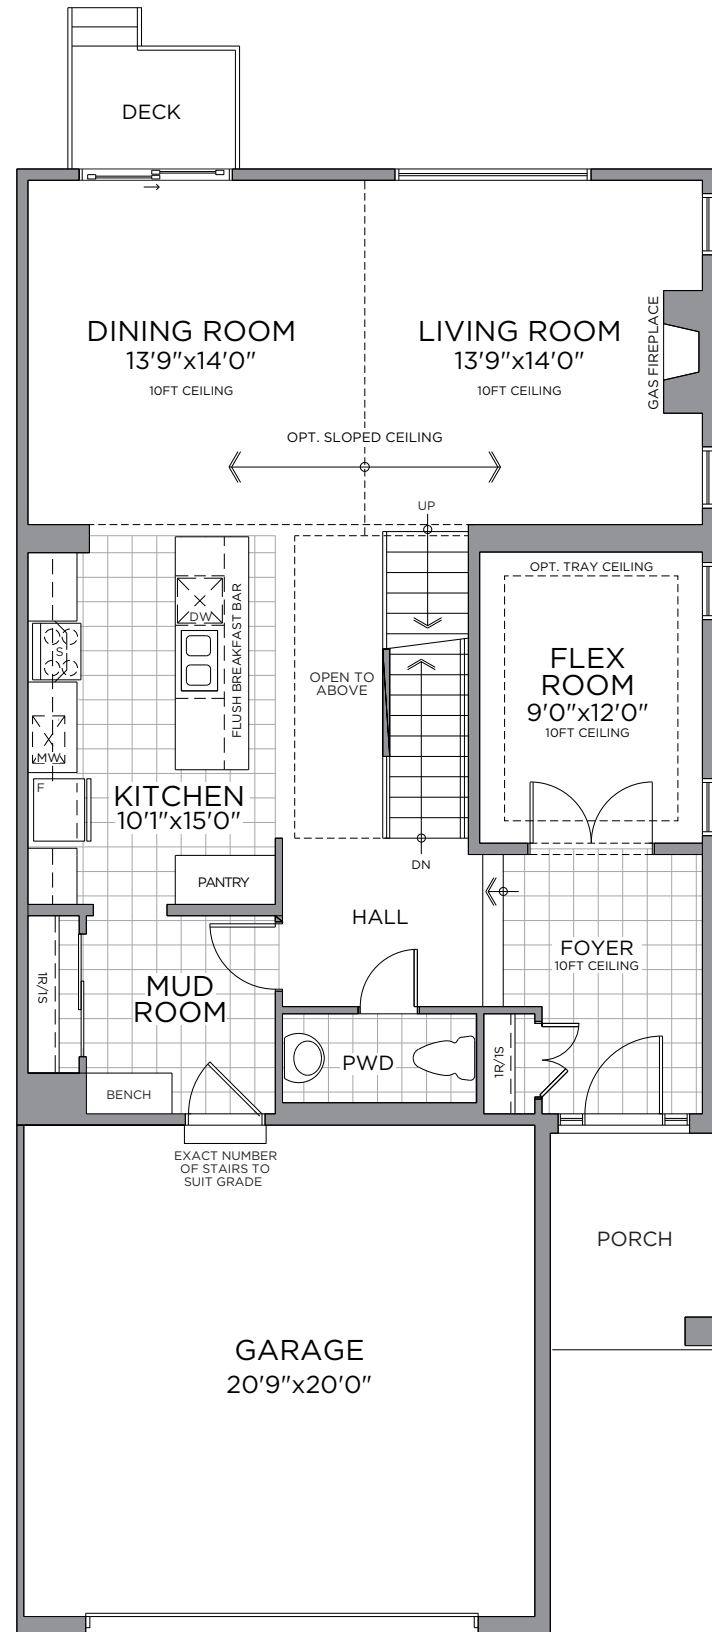 DECK
DINING ROOM
13'9"x14'0"
10FT CEILING
LIVING ROOM
13'9"x14'0"
10FT CEILING
GAS FIREPLACE
OPT. SLOPED CEILING
UP
OPT. TRAY CEILING
DW
S
FLUSH BREAKFAST BAR
OPEN TO
ABOVE
FLEX
ROOM
9'0"x12'0"
10FT CEILING
MW
F
KITCHEN
10'1"x15'0"
PANTRY
DN
HALL
FOYER
10FT CEILING
1R/1S
MUD
ROOM
PWD
1R/1S
BENCH
EXACT NUMBER
OF STAIRS TO
SUIT GRADE
PORCH
GARAGE
20'9"x20'0"